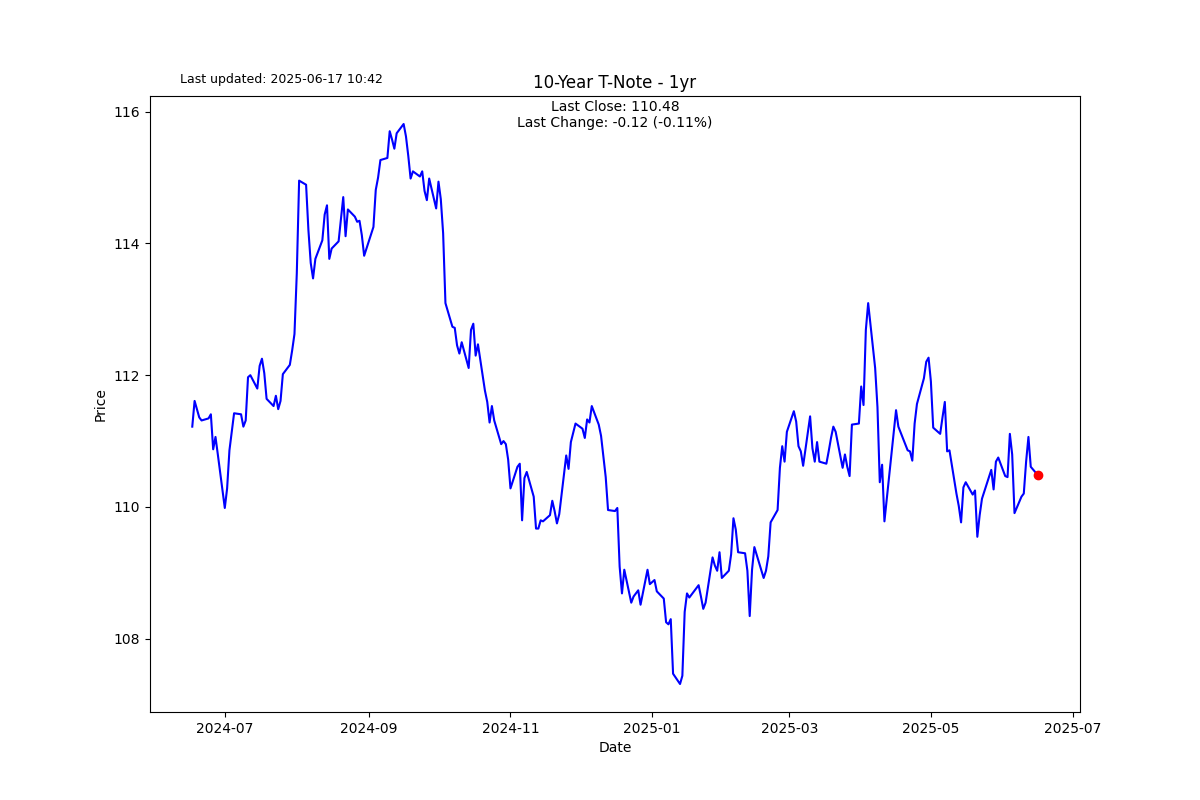 Last updated: 2025-06-17 10:42
10-Year T-Note - 1yr
Last Close: 110.48
Last Change: -0.12 (-0.11%)
116
114
112
110
108
Price
2024-07
2024-09
2024-11
2025-01
2025-03
2025-05
2025-07
Date